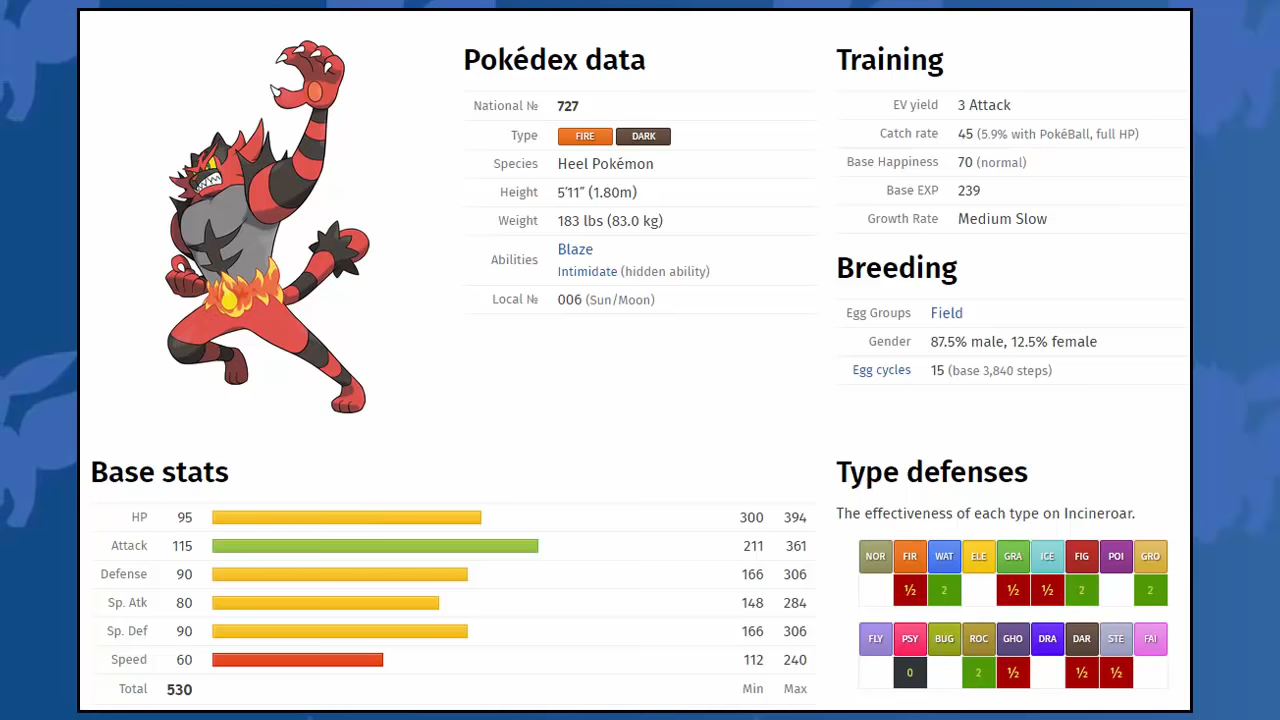 Pokédex data
National № 727
Type FIRE DARK
Species Heel Pokémon
Height 5′11″ (1.80m)
Weight 183 lbs (83.0 kg)
Abilities Blaze
Intimidate (hidden ability)
Local № 006 (Sun/Moon)
Training
EV yield 3 Attack
Catch rate 45 (5.9% with PokéBall, full HP)
Base Happiness 70 (normal)
Base EXP 239
Growth Rate Medium Slow
Breeding
Egg Groups Field
Gender 87.5% male, 12.5% female
Egg cycles 15 (base 3,840 steps)
Base stats
HP 95 300 394
Attack 115 211 361
Defense 90 166 306
Sp. Atk 80 148 284
Sp. Def 90 166 306
Speed 60 112 240
Total 530 Min Max
Type defenses
The effectiveness of each type on Incineroar.
NOR FIR WAT ELE GRA ICE FIG POI GRO
½ 2 ½ ½ 2 2
FLY PSY BUG ROC GHO DRA DAR STE FAI
0 2 ½ ½ ½